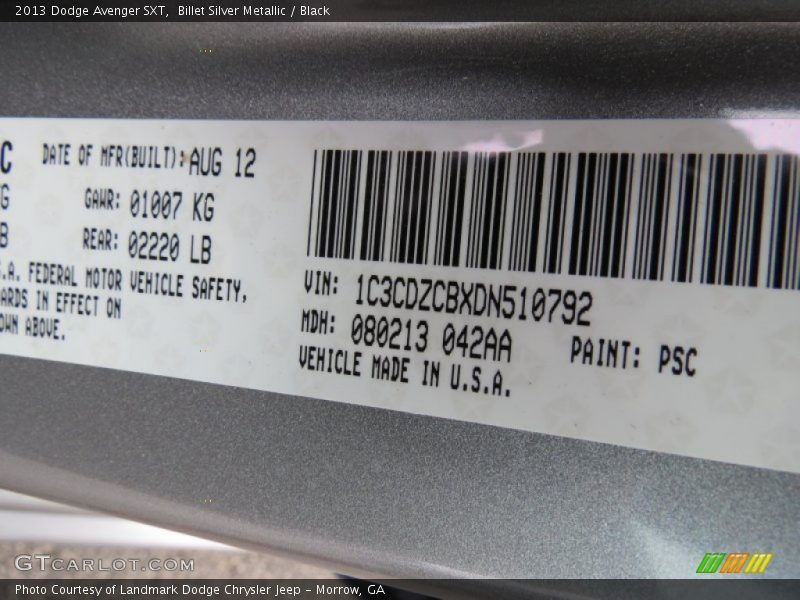 2013 Dodge Avenger SXT, Billet Silver Metallic / Black
C
DATE OF MFR(BUILT): AUG 12
G
GAWR: 01007 KG
B
REAR: 02220 LB
.A. FEDERAL MOTOR VEHICLE SAFETY,
ARDS IN EFFECT ON
OWN ABOVE.
VIN: 1C3CDZCBXDN510792
MDH: 080213 042AA
PAINT: PSC
VEHICLE MADE IN U.S.A.
GTCARLOT.COM
Photo Courtesy of Landmark Dodge Chrysler Jeep – Morrow, GA